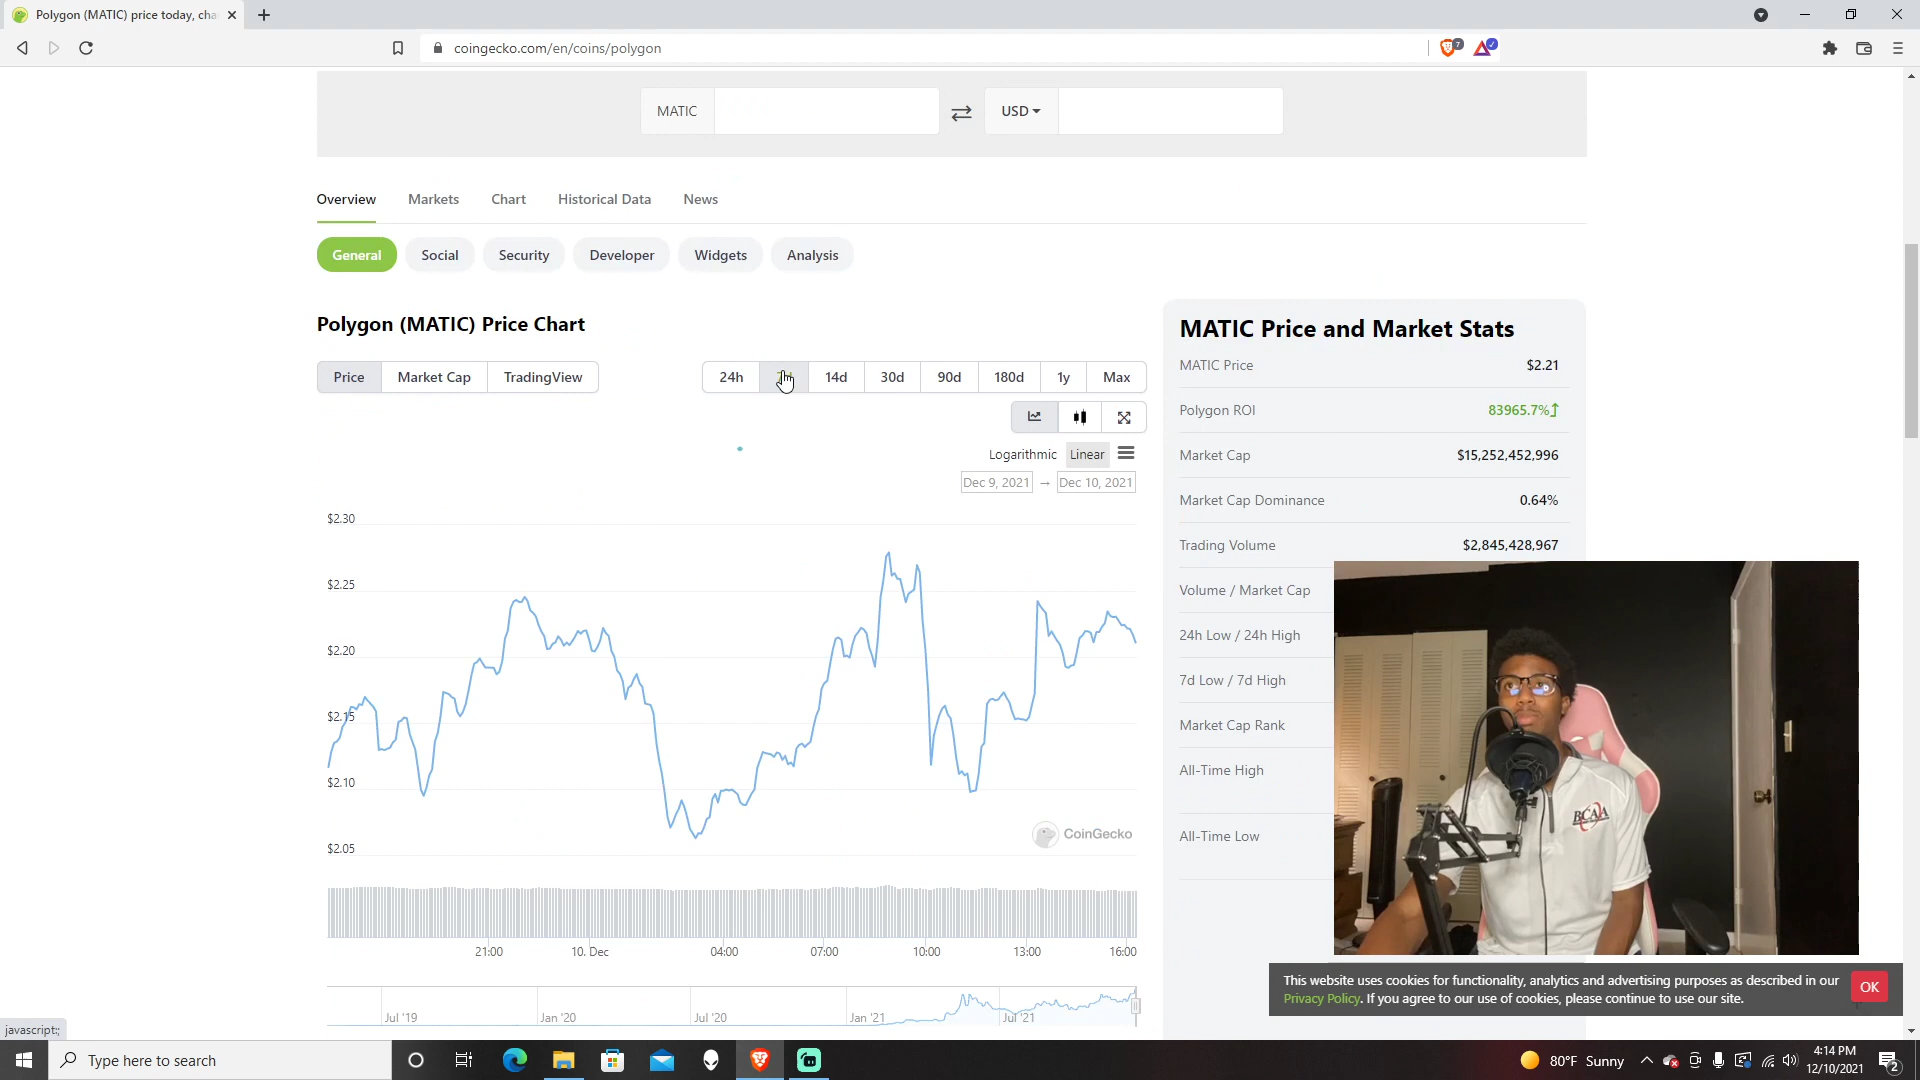 Polygon (MATIC) price today, cha
coingecko.com/en/coins/polygon
7
MATIC
USD
Overview Markets Chart Historical Data News
General Social Security Developer Widgets Analysis
Polygon (MATIC) Price Chart
Price Market Cap TradingView
24h 14d 30d 90d 180d 1y Max
Logarithmic Linear
Dec 9, 2021 → Dec 10, 2021
$2.30
$2.25
$2.20
$2.15
$2.10
$2.05
CoinGecko
21:00 10. Dec 04:00 07:00 10:00 13:00 16:00
Jul '19 Jan '20 Jul '20 Jan '21 Jul '21
MATIC Price and Market Stats
MATIC Price $2.21
Polygon ROI 83965.7%
Market Cap $15,252,452,996
Market Cap Dominance 0.64%
Trading Volume $2,845,428,967
Volume / Market Cap
24h Low / 24h High
7d Low / 7d High
Market Cap Rank
All-Time High
All-Time Low
BCAA
This website uses cookies for functionality, analytics and advertising purposes as described in our
Privacy Policy. If you agree to our use of cookies, please continue to use our site.
OK
javascript:;
Type here to search
80°F Sunny
4:14 PM
12/10/2021
2